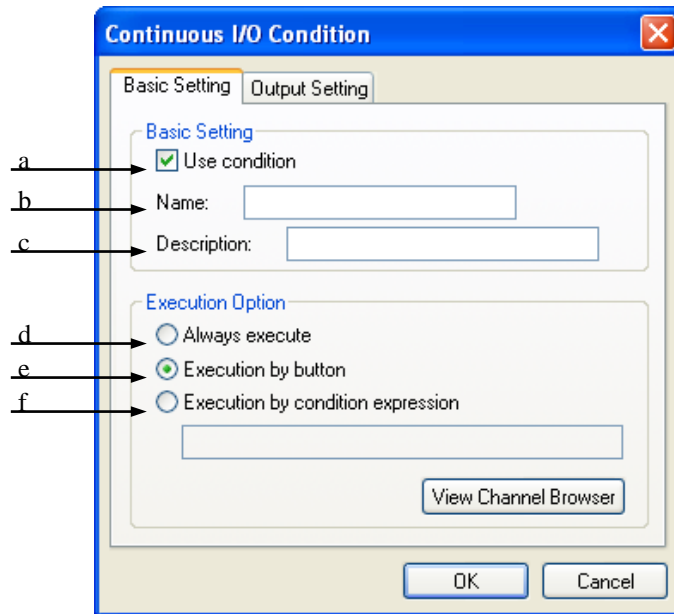 Continuous I/O Condition
Basic Setting Output Setting
Basic Setting
a Use condition
b Name:
c Description:
Execution Option
d Always execute
e Execution by button
f Execution by condition expression
View Channel Browser
OK Cancel